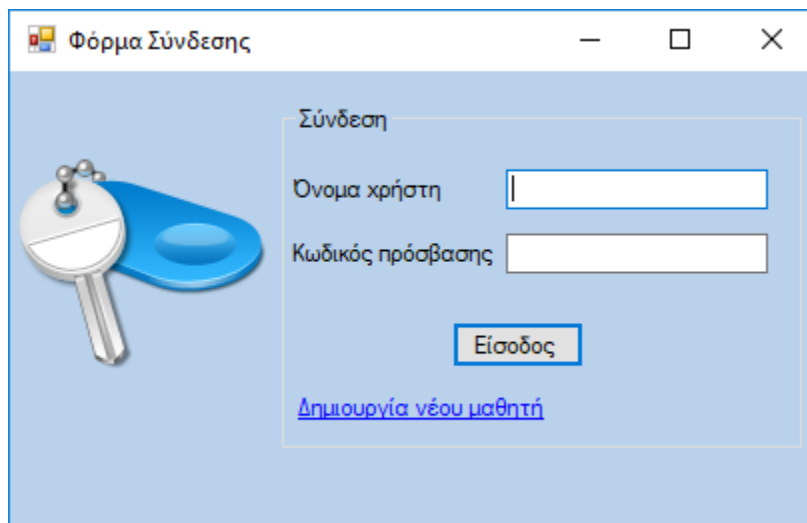 Φόρμα Σύνδεσης
Σύνδεση
Όνομα χρήστη
Κωδικός πρόσβασης
Είσοδος
Δημιουργία νέου μαθητή